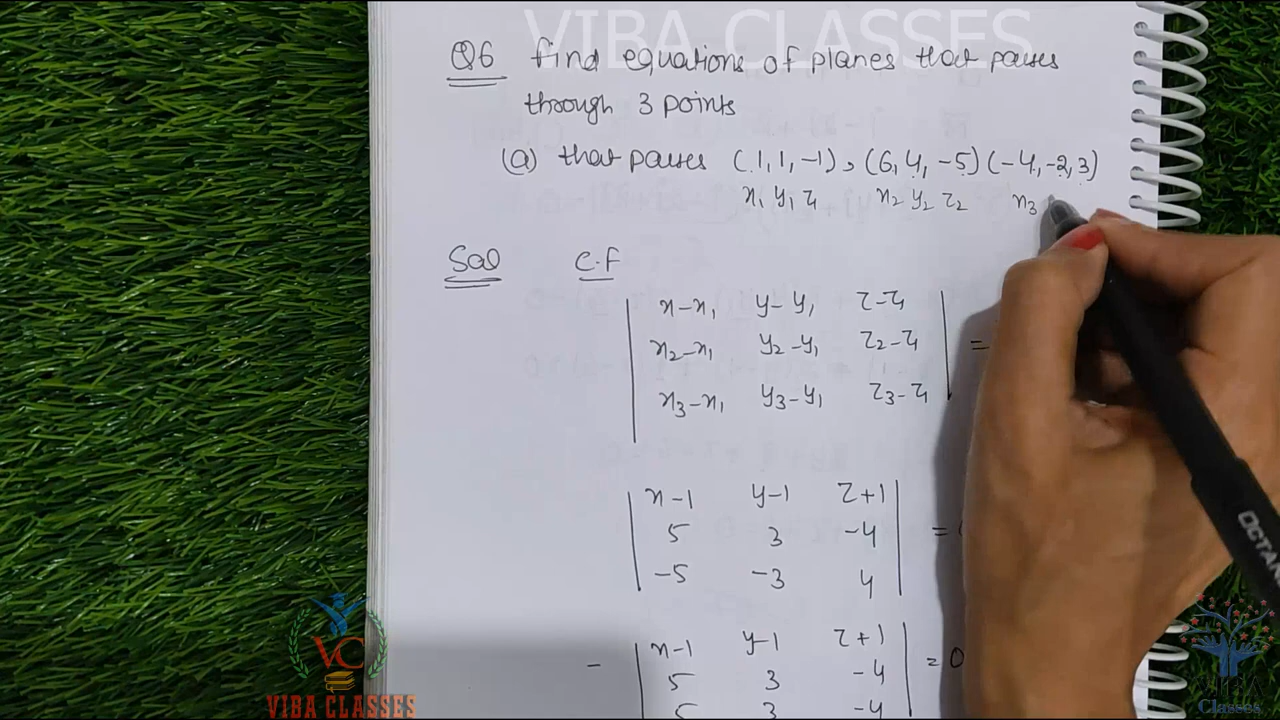 VIBA CLASSES
Q6 find equations of planes that passes
through 3 points
(a) that passes (1, 1, -1), (6, 4, -5) (-4, -2, 3)
x₁ y₁ z₁ x₂ y₂ z₂ x₃
Sol C.F
x-x₁ y-y₁ z-z₁
x₂-x₁ y₂-y₁ z₂-z₁ =
x₃-x₁ y₃-y₁ z₃-z₁
x-1 y-1 z+1
5 3 -4 =
-5 -3 4
x-1 y-1 z+1
- 5 3 -4 = 0
5 3 -4
OCTANE
VC
VIBA CLASSES
VIBA
Classes